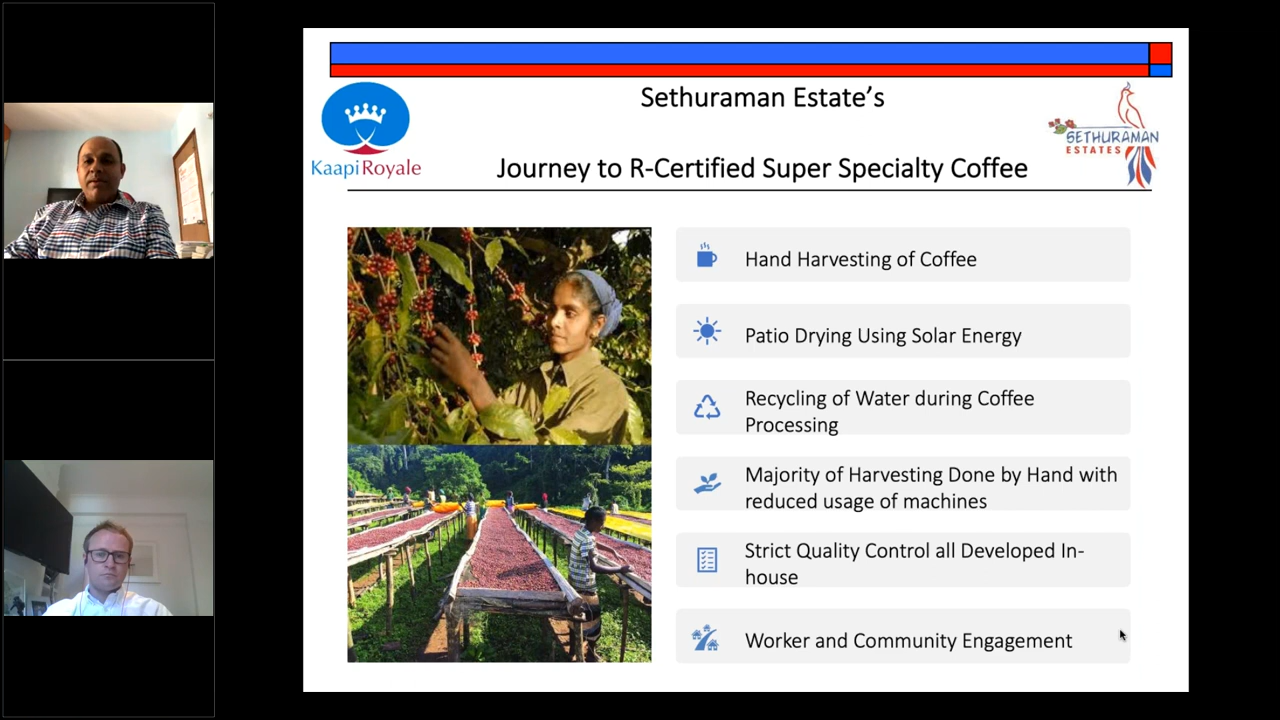 Sethuraman Estate’s
Journey to R-Certified Super Specialty Coffee
KaapiRoyale
SETHURAMAN
ESTATES
Hand Harvesting of Coffee
Patio Drying Using Solar Energy
Recycling of Water during Coffee
Processing
Majority of Harvesting Done by Hand with
reduced usage of machines
Strict Quality Control all Developed In-
house
Worker and Community Engagement